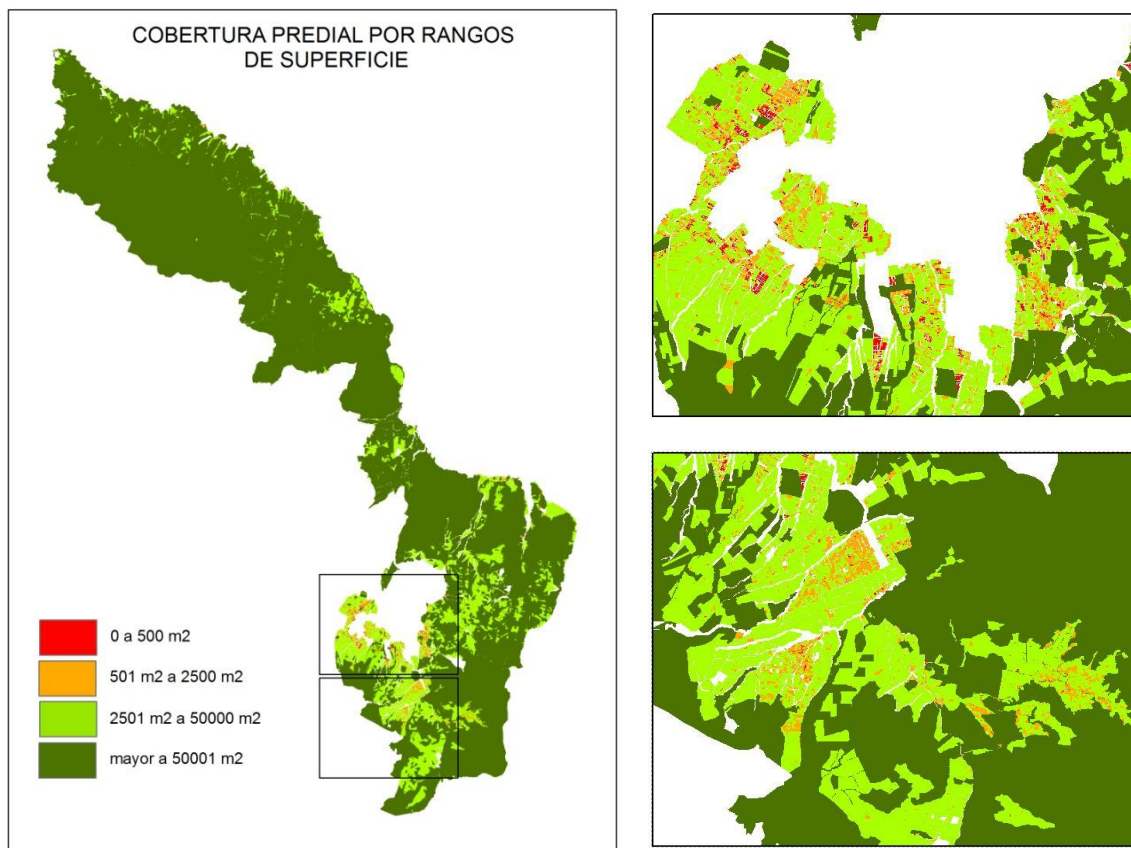 COBERTURA PREDIAL POR RANGOS
DE SUPERFICIE
0 a 500 m2
501 m2 a 2500 m2
2501 m2 a 50000 m2
mayor a 50001 m2